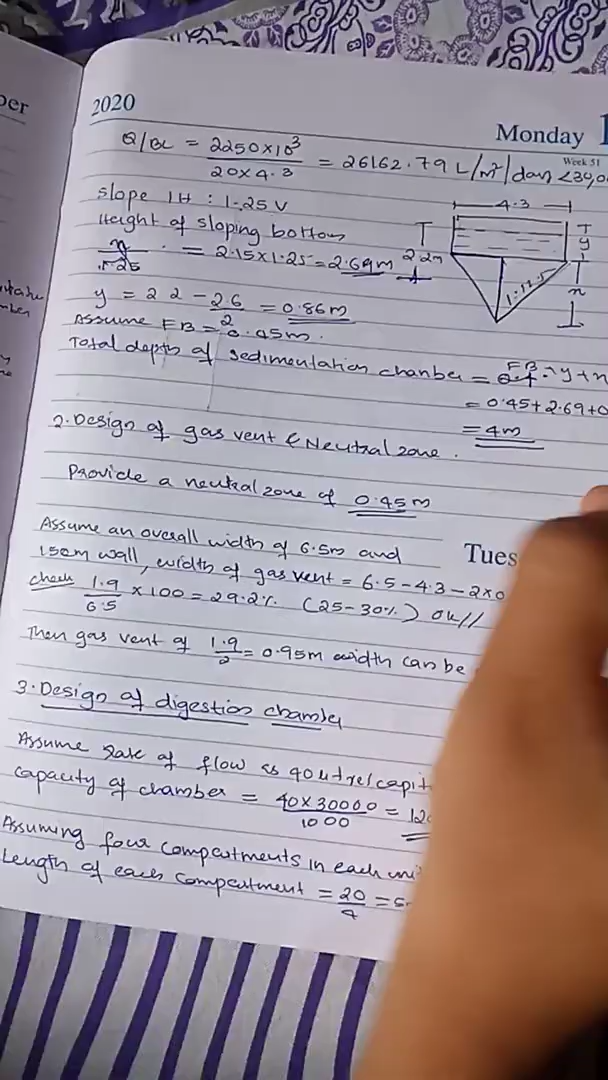 ber
2020
Monday 1
Week 51
Q/BL = 2250×10³ / 20×4.3 = 26162.79 L/m²/day <390
Slope 1H : 1.25V
Height of sloping bottom
= 2.15×1.25 = 2.69m
4.3
2.2m
y
n
y = 2.2 - 2.6/2 = 0.86m
Assume FB = 0.45m.
Total depth of sedimentation chamber = FB+y+n
= 0.45+2.69+0
= 4m
2. Design of gas vent & Neutral zone.
Provide a neutral zone of 0.45m
Assume an overall width of 6.5m and
Tues
15cm wall, width of gas vent = 6.5-4.3-2×0
check 1.9/6.5 ×100 = 29.2% (25-30%) OK//
Then gas vent of 1.9/2 = 0.95m width can be
3. Design of digestion chamber
Assume rate of flow as 40 litre/capit
capacity of chamber = 40×30000/1000 = 120
Assuming four compartments in each uni
Length of each compartment = 20/4 = 5